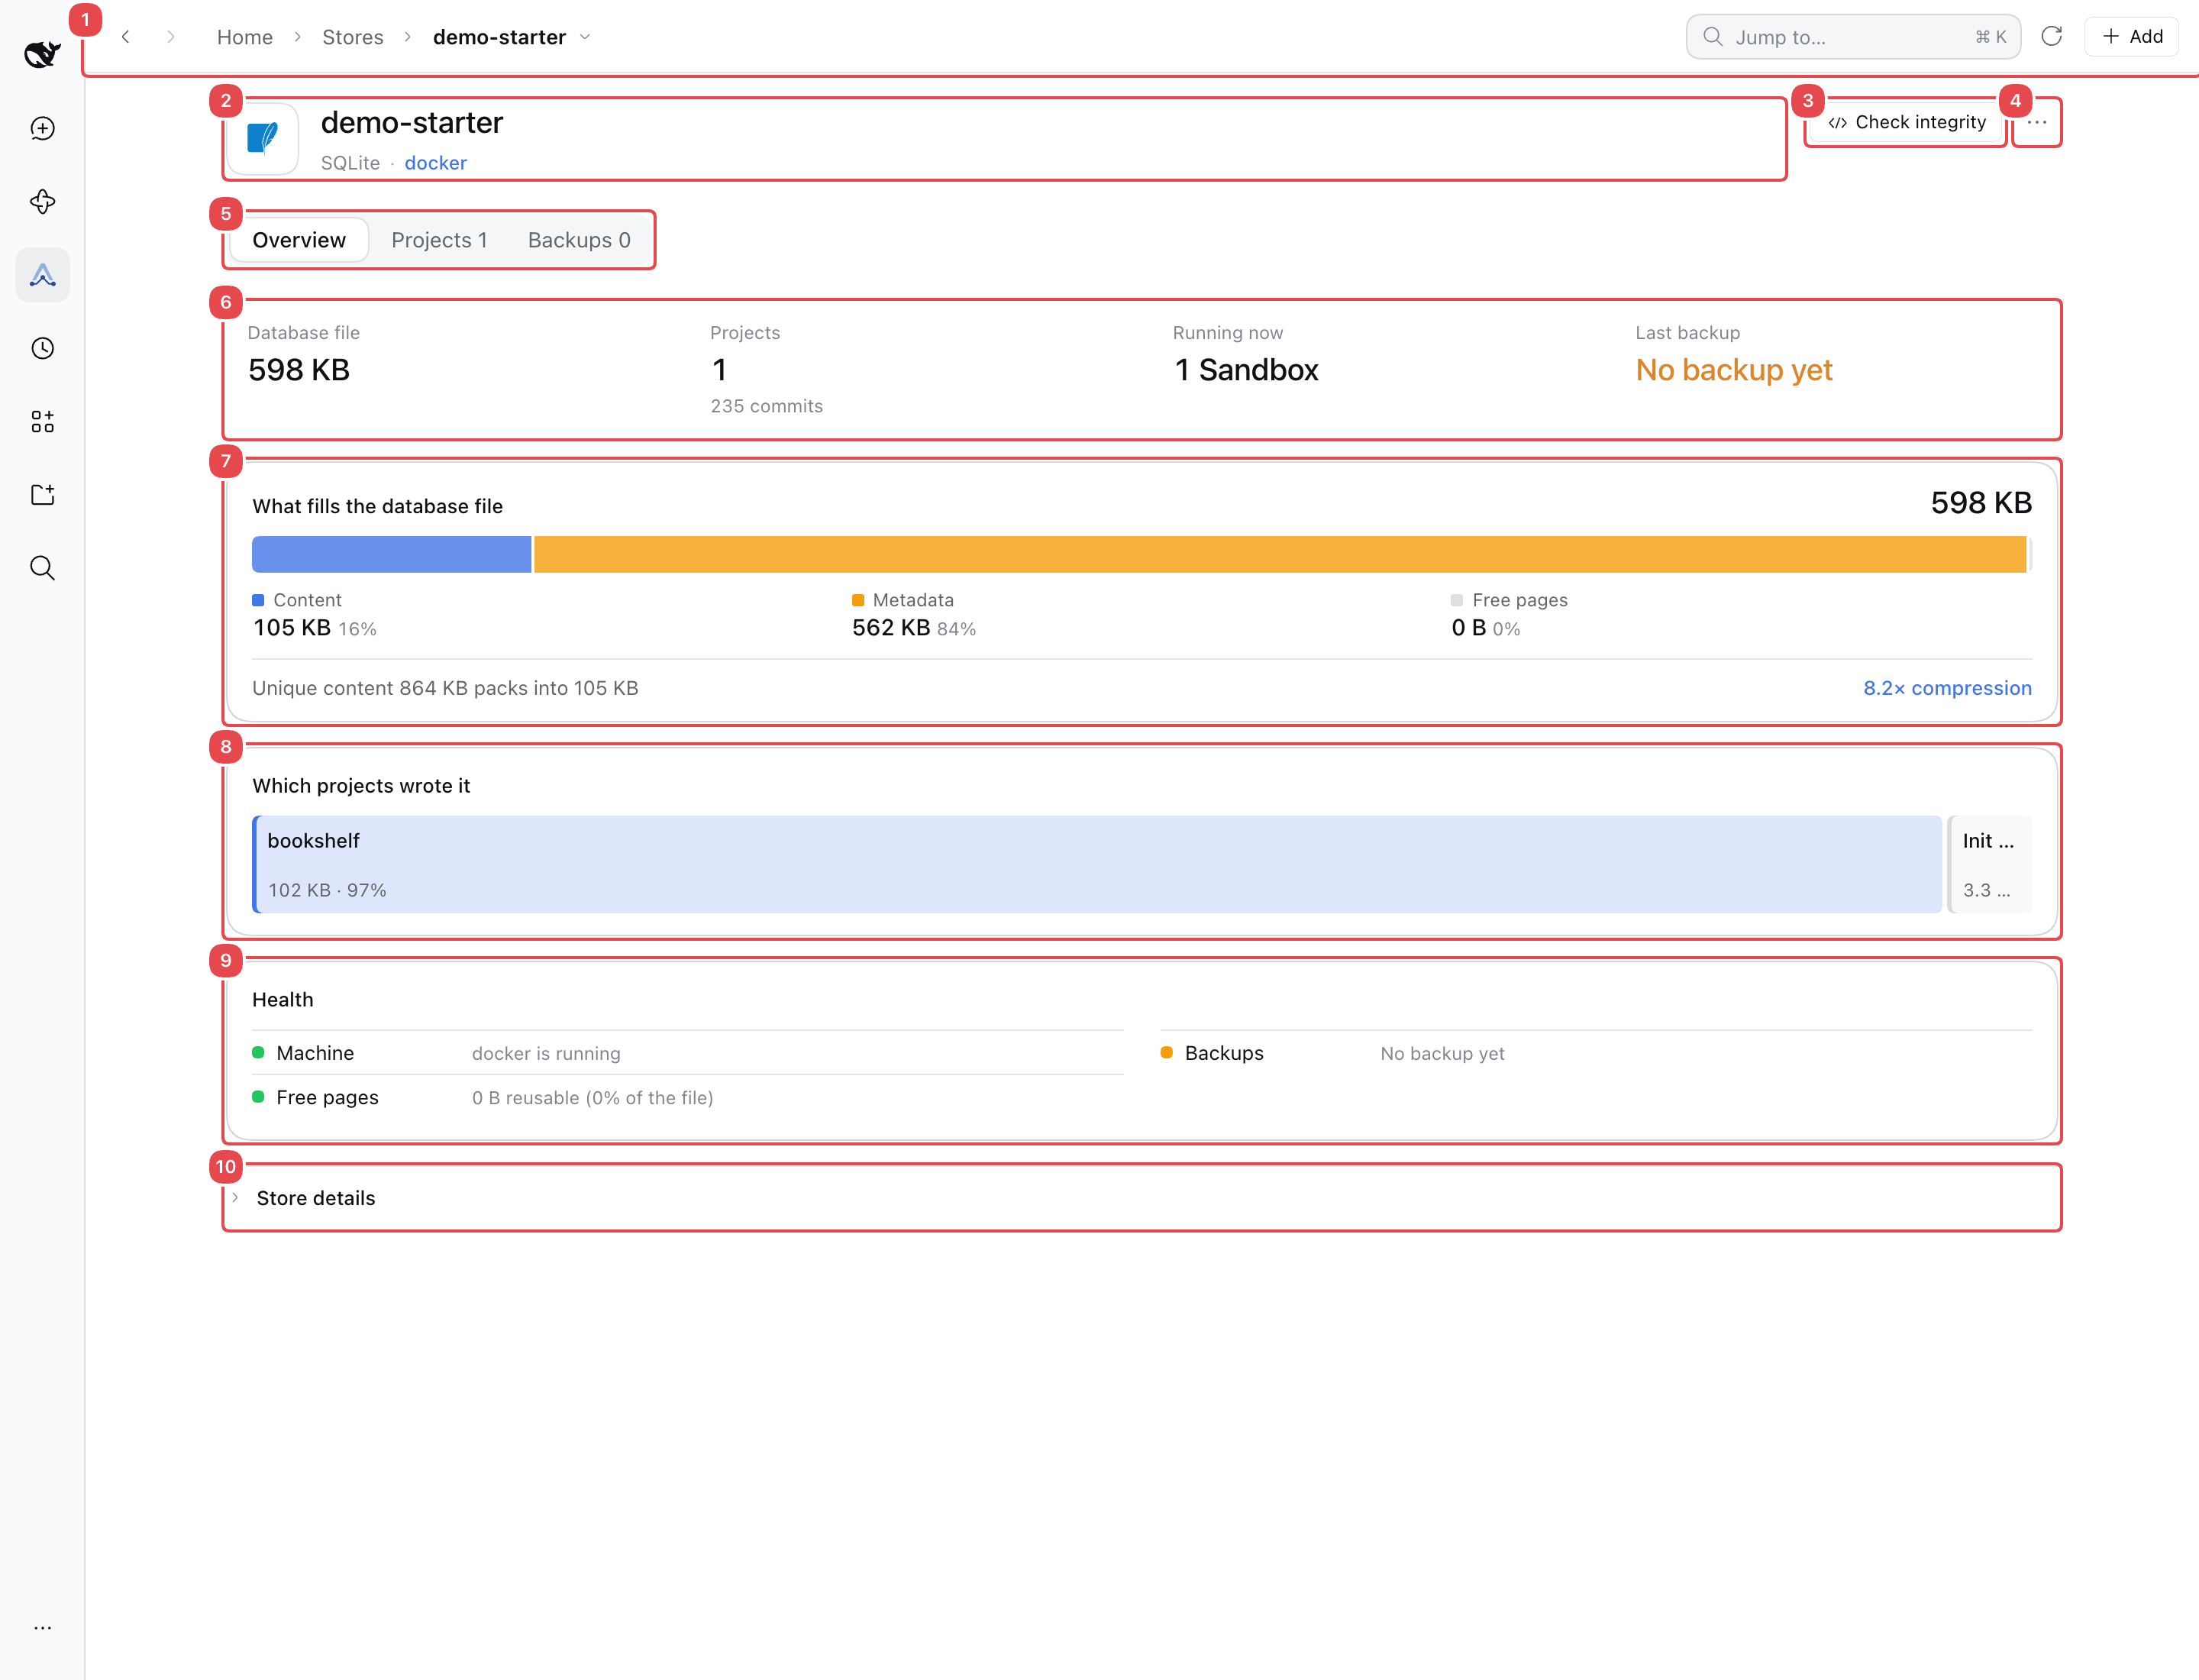 1
Home > Stores > demo-starter
Jump to... ⌘ K
Add
2
demo-starter
SQLite · docker
3
</> Check integrity
4
...
5
Overview Projects 1 Backups 0
6
Database file
598 KB
Projects
1
235 commits
Running now
1 Sandbox
Last backup
No backup yet
7
What fills the database file 598 KB
Content
105 KB 16%
Metadata
562 KB 84%
Free pages
0 B 0%
Unique content 864 KB packs into 105 KB 8.2× compression
8
Which projects wrote it
bookshelf
102 KB · 97%
Init ...
3.3 ...
9
Health
Machine docker is running
Backups No backup yet
Free pages 0 B reusable (0% of the file)
10
Store details